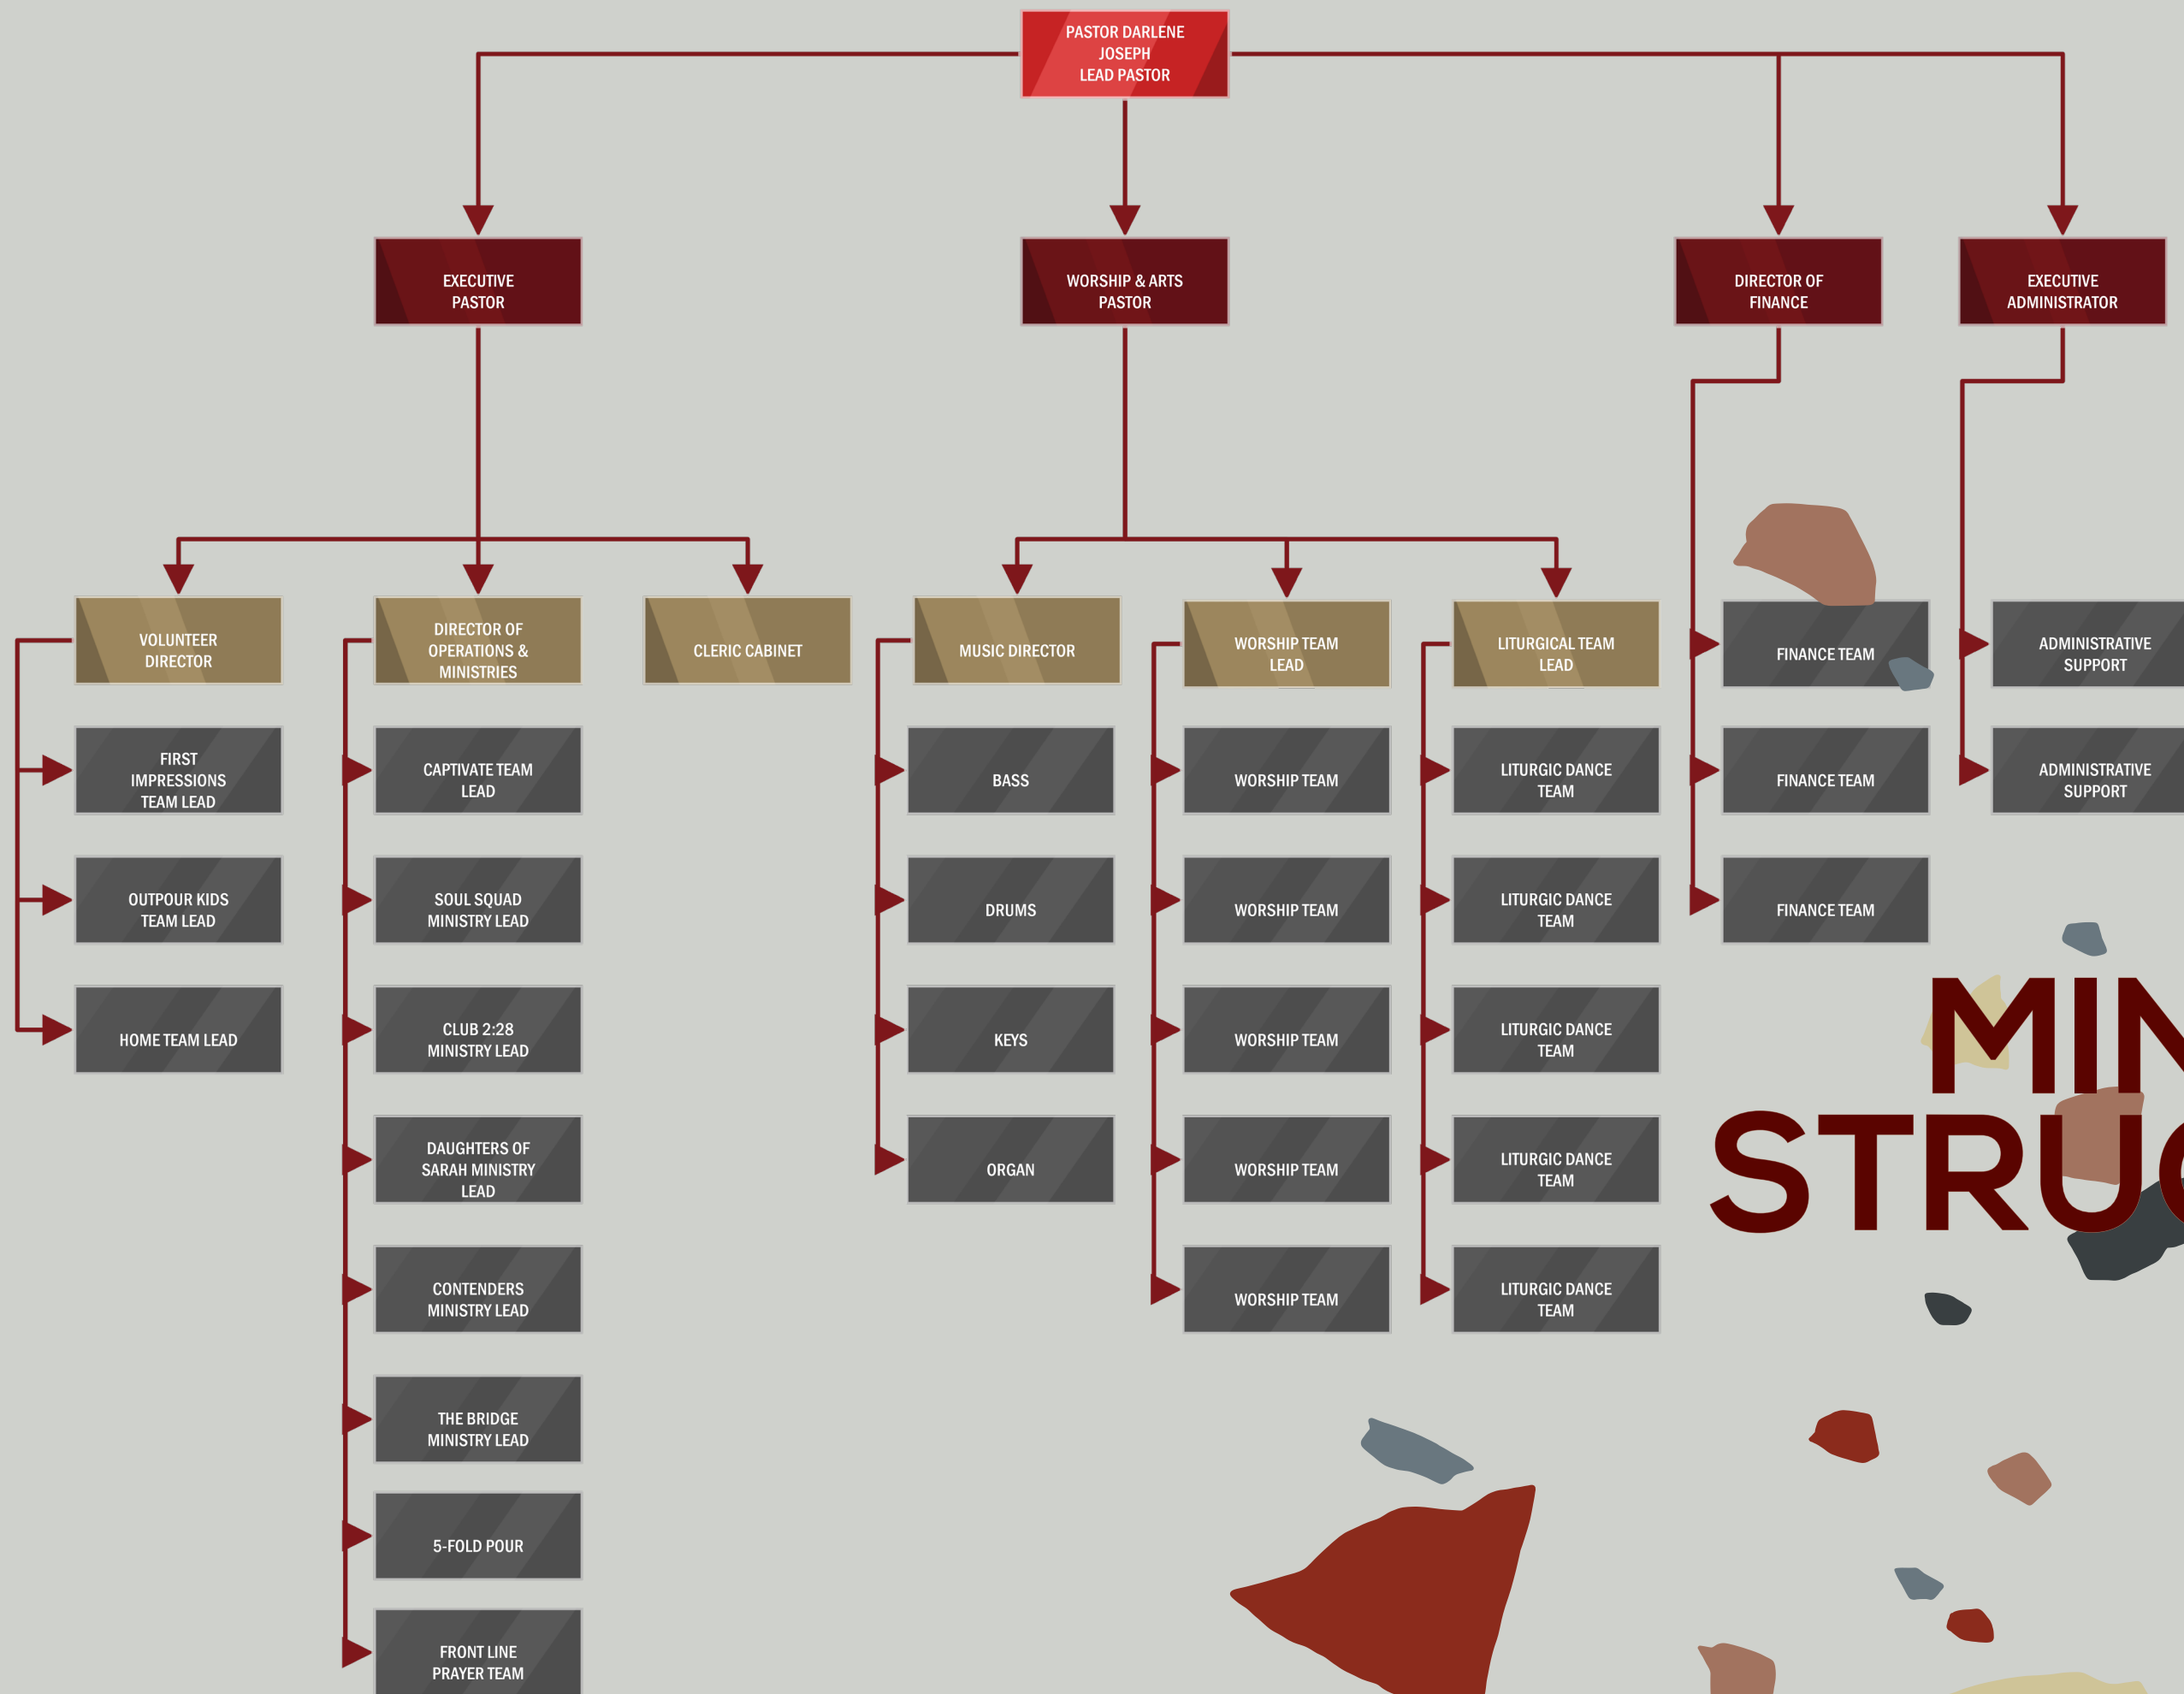 PASTOR DARLENE
JOSEPH
LEAD PASTOR
EXECUTIVE
PASTOR
WORSHIP & ARTS
PASTOR
DIRECTOR OF
FINANCE
EXECUTIVE
ADMINISTRATOR
VOLUNTEER
DIRECTOR
DIRECTOR OF
OPERATIONS &
MINISTRIES
CLERIC CABINET
MUSIC DIRECTOR
WORSHIP TEAM
LEAD
LITURGICAL TEAM
LEAD
FINANCE TEAM
ADMINISTRATIVE
SUPPORT
FIRST
IMPRESSIONS
TEAM LEAD
CAPTIVATE TEAM
LEAD
BASS
WORSHIP TEAM
LITURGIC DANCE
TEAM
FINANCE TEAM
ADMINISTRATIVE
SUPPORT
OUTPOUR KIDS
TEAM LEAD
SOUL SQUAD
MINISTRY LEAD
DRUMS
WORSHIP TEAM
LITURGIC DANCE
TEAM
FINANCE TEAM
HOME TEAM LEAD
CLUB 2:28
MINISTRY LEAD
KEYS
WORSHIP TEAM
LITURGIC DANCE
TEAM
DAUGHTERS OF
SARAH MINISTRY
LEAD
ORGAN
WORSHIP TEAM
LITURGIC DANCE
TEAM
CONTENDERS
MINISTRY LEAD
WORSHIP TEAM
LITURGIC DANCE
TEAM
THE BRIDGE
MINISTRY LEAD
5-FOLD POUR
FRONT LINE
PRAYER TEAM